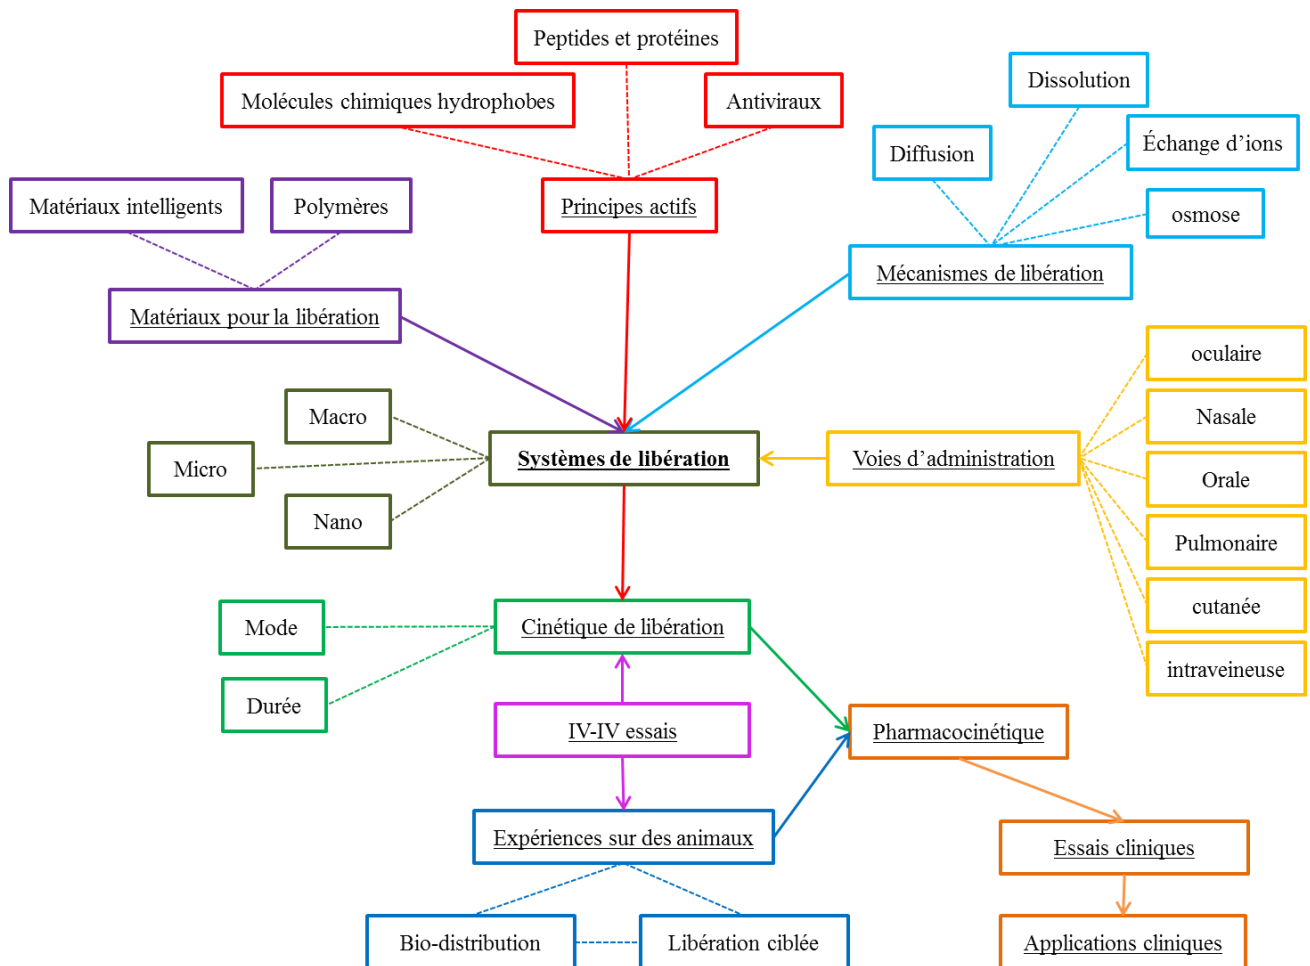 Peptides et protéines
Molécules chimiques hydrophobes
Antiviraux
Dissolution
Diffusion
Échange d’ions
Matériaux intelligents
Polymères
Principes actifs
osmose
Mécanismes de libération
Matériaux pour la libération
oculaire
Macro
Nasale
Micro
Systèmes de libération
Voies d’administration
Orale
Nano
Pulmonaire
cutanée
Mode
Cinétique de libération
intraveineuse
Durée
IV-IV essais
Pharmacocinétique
Expériences sur des animaux
Essais cliniques
Bio-distribution
Libération ciblée
Applications cliniques